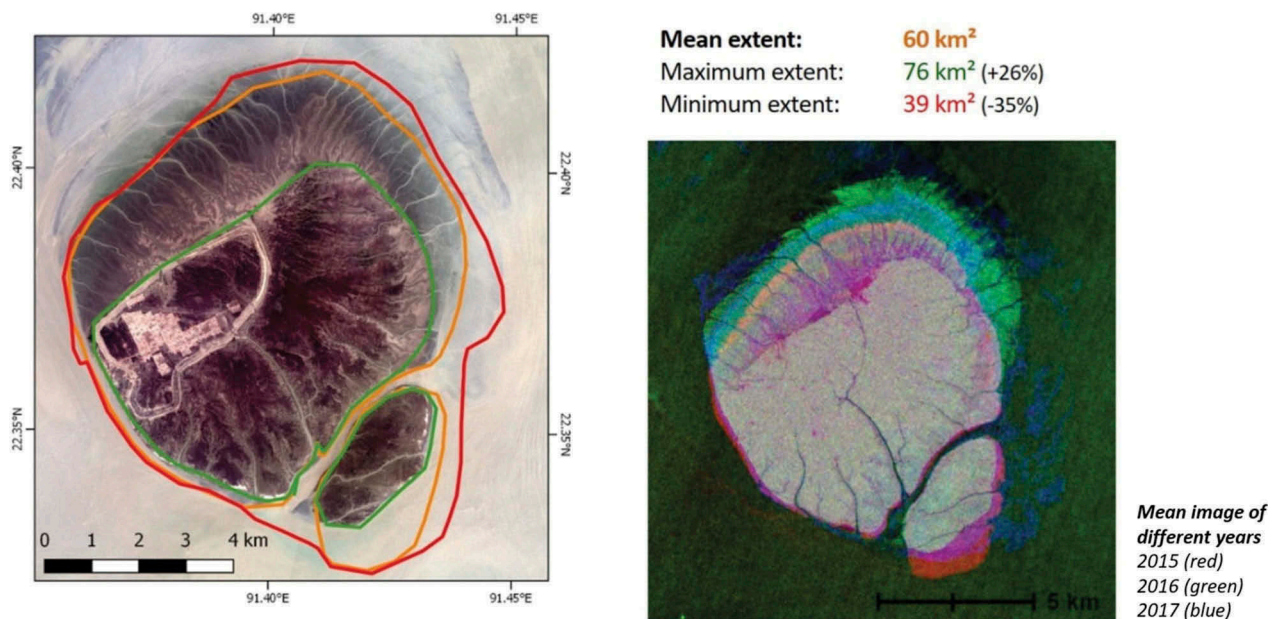 91.40°E
91.45°E
22.40°N
22.40°N
22.35°N
22.35°N
0 1 2 3 4 km
91.40°E
91.45°E
Mean extent: 60 km²
Maximum extent: 76 km² (+26%)
Minimum extent: 39 km² (-35%)
5 km
Mean image of
different years
2015 (red)
2016 (green)
2017 (blue)